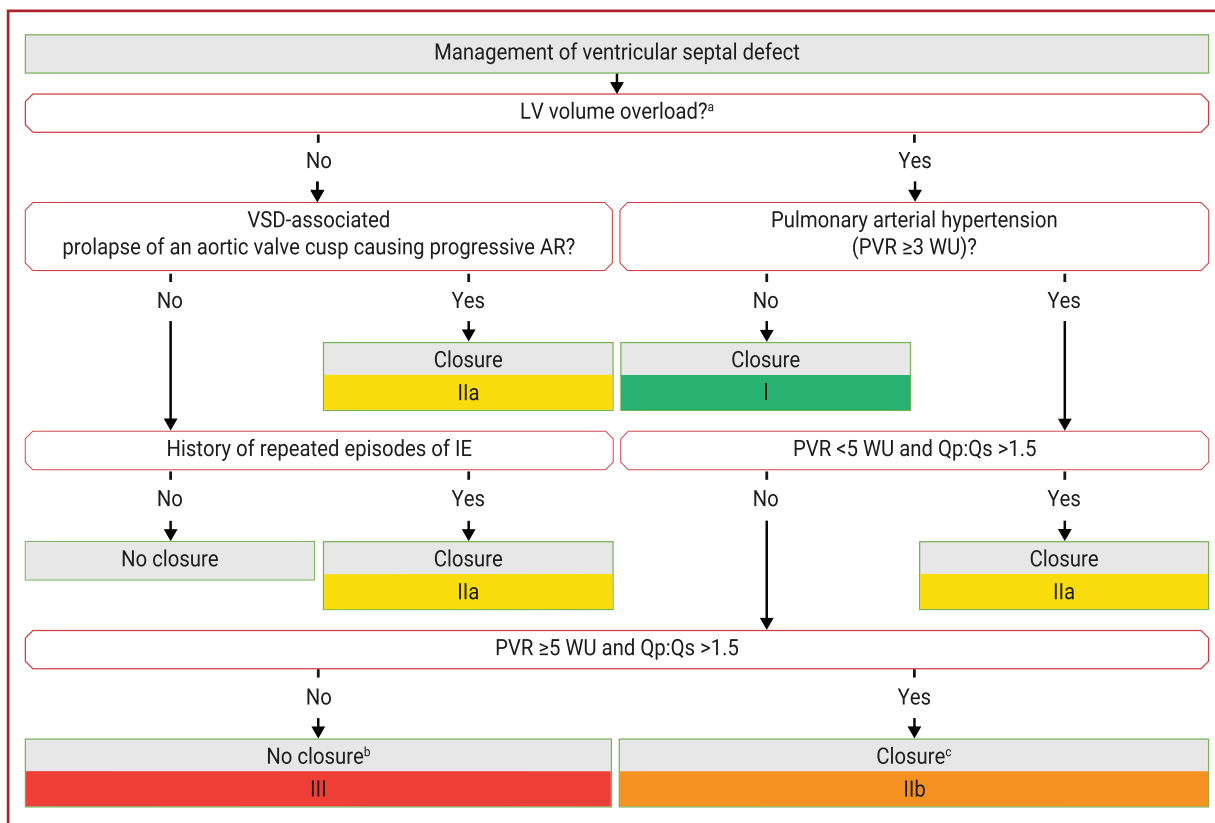 Management of ventricular septal defect
LV volume overload?ᵃ
No
Yes
VSD-associated
prolapse of an aortic valve cusp causing progressive AR?
Pulmonary arterial hypertension
(PVR ≥3 WU)?
No
Yes
No
Yes
Closure
IIa
Closure
I
History of repeated episodes of IE
PVR <5 WU and Qp:Qs >1.5
No
Yes
No
Yes
No closure
Closure
IIa
Closure
IIa
PVR ≥5 WU and Qp:Qs >1.5
No
Yes
No closureᵇ
III
Closureᶜ
IIb